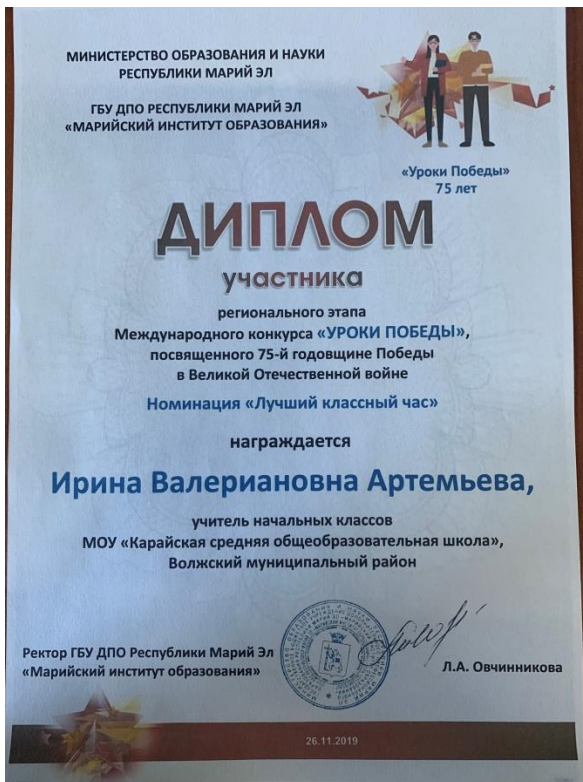 МИНИСТЕРСТВО ОБРАЗОВАНИЯ И НАУКИ
РЕСПУБЛИКИ МАРИЙ ЭЛ
ГБУ ДПО РЕСПУБЛИКИ МАРИЙ ЭЛ
«МАРИЙСКИЙ ИНСТИТУТ ОБРАЗОВАНИЯ»
«Уроки Победы»
75 лет
ДИПЛОМ
участника
регионального этапа
Международного конкурса «УРОКИ ПОБЕДЫ»,
посвященного 75-й годовщине Победы
в Великой Отечественной войне
Номинация «Лучший классный час»
награждается
Ирина Валериановна Артемьева,
учитель начальных классов
МОУ «Карайская средняя общеобразовательная школа»,
Волжский муниципальный район
Ректор ГБУ ДПО Республики Марий Эл
«Марийский институт образования»
Л.А. Овчинникова
26.11.2019